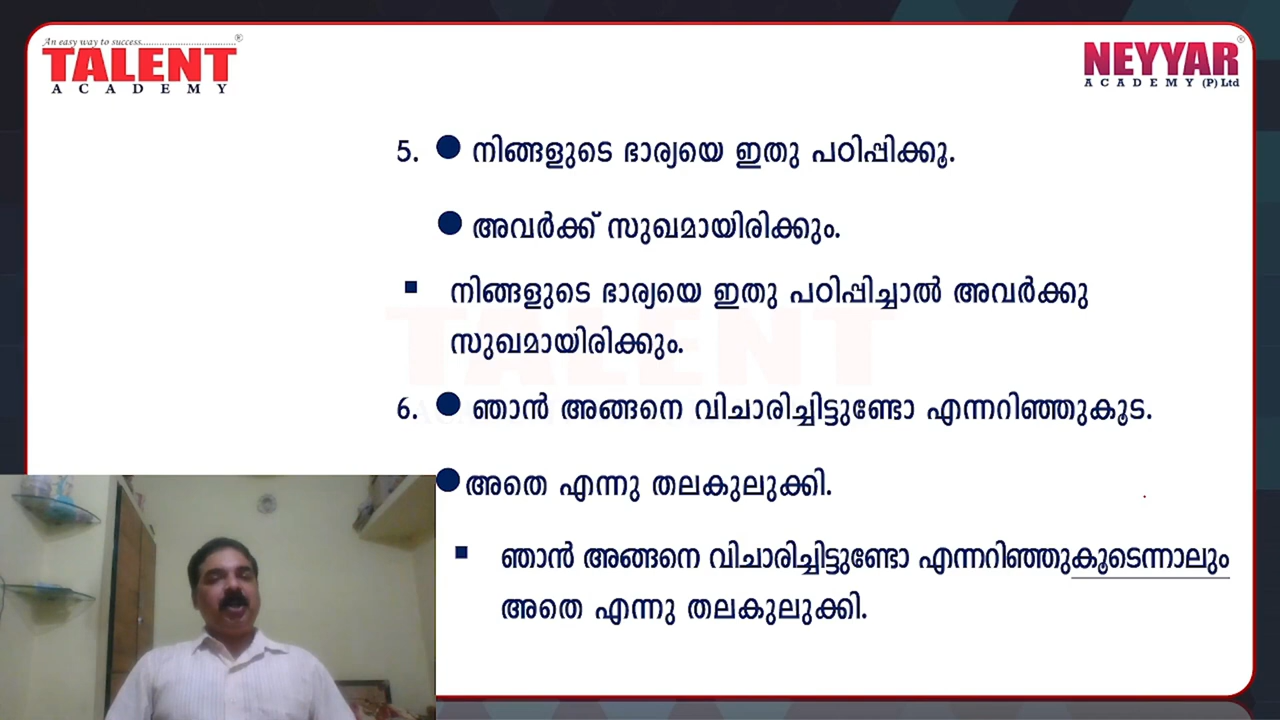 An easy way to success
TALENT
ACADEMY
NEYYAR
ACADEMY (P) Ltd
5. ● നിങ്ങളുടെ ഭാര്യയെ ഇതു പഠിപ്പിക്കൂ.
● അവർക്ക് സുഖമായിരിക്കും.
▪ നിങ്ങളുടെ ഭാര്യയെ ഇതു പഠിപ്പിച്ചാൽ അവർക്കു
സുഖമായിരിക്കും.
6. ● ഞാൻ അങ്ങനെ വിചാരിച്ചിട്ടുണ്ടോ എന്നറിഞ്ഞുകൂട.
● അതെ എന്നു തലകുലുക്കി.
▪ ഞാൻ അങ്ങനെ വിചാരിച്ചിട്ടുണ്ടോ എന്നറിഞ്ഞുകൂടെന്നാലും
അതെ എന്നു തലകുലുക്കി.